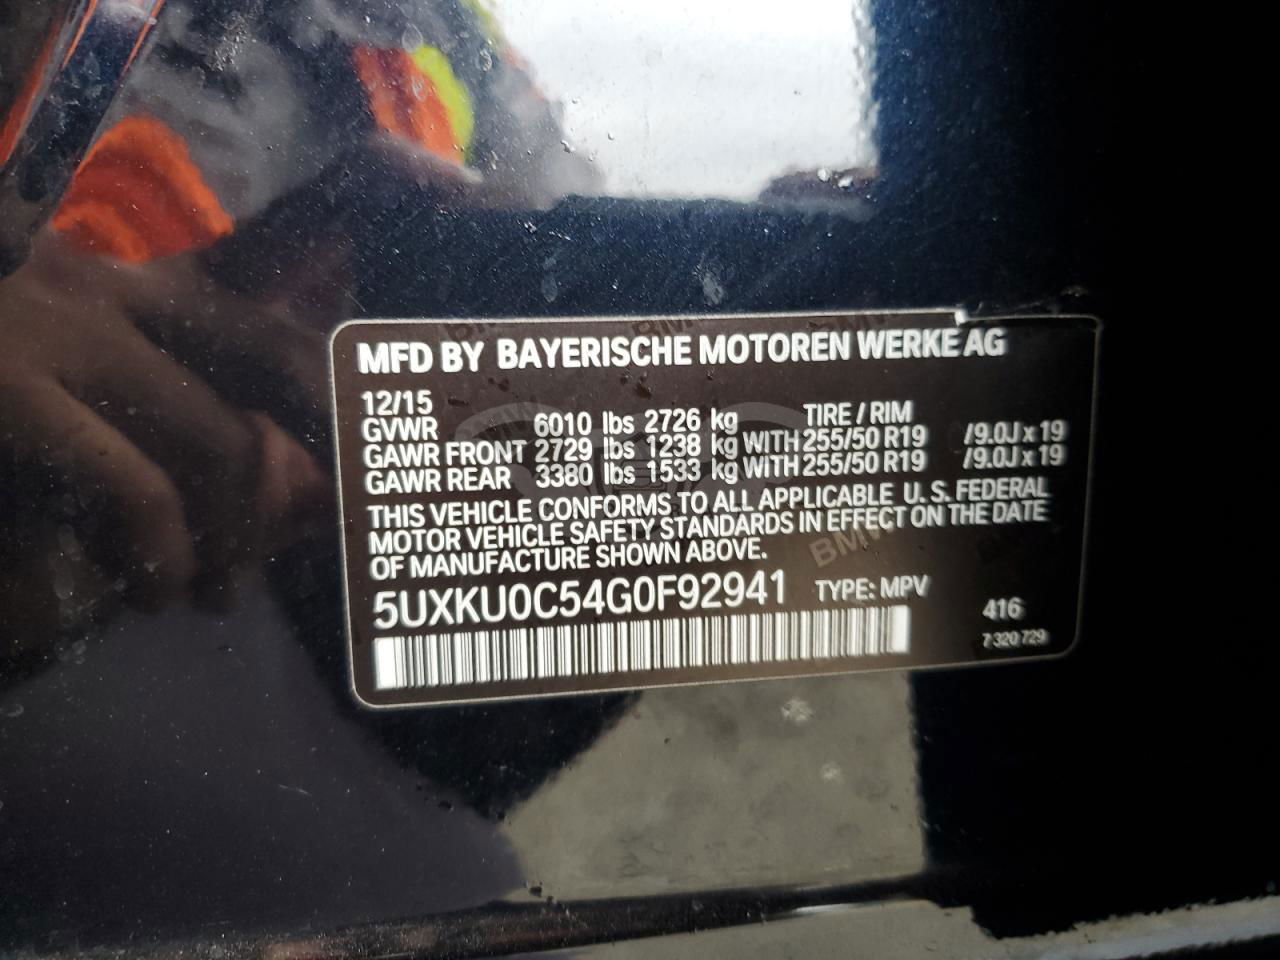 MFD BY BAYERISCHE MOTOREN WERKE AG
12/15
GVWR 6010 lbs 2726 kg TIRE / RIM
GAWR FRONT 2729 lbs 1238 kg WITH 255/50 R19 /9.0J x 19
GAWR REAR 3380 lbs 1533 kg WITH 255/50 R19 /9.0J x 19
THIS VEHICLE CONFORMS TO ALL APPLICABLE U.S. FEDERAL
MOTOR VEHICLE SAFETY STANDARDS IN EFFECT ON THE DATE
OF MANUFACTURE SHOWN ABOVE.
5UXKU0C54G0F92941 TYPE: MPV
416
7 320 729